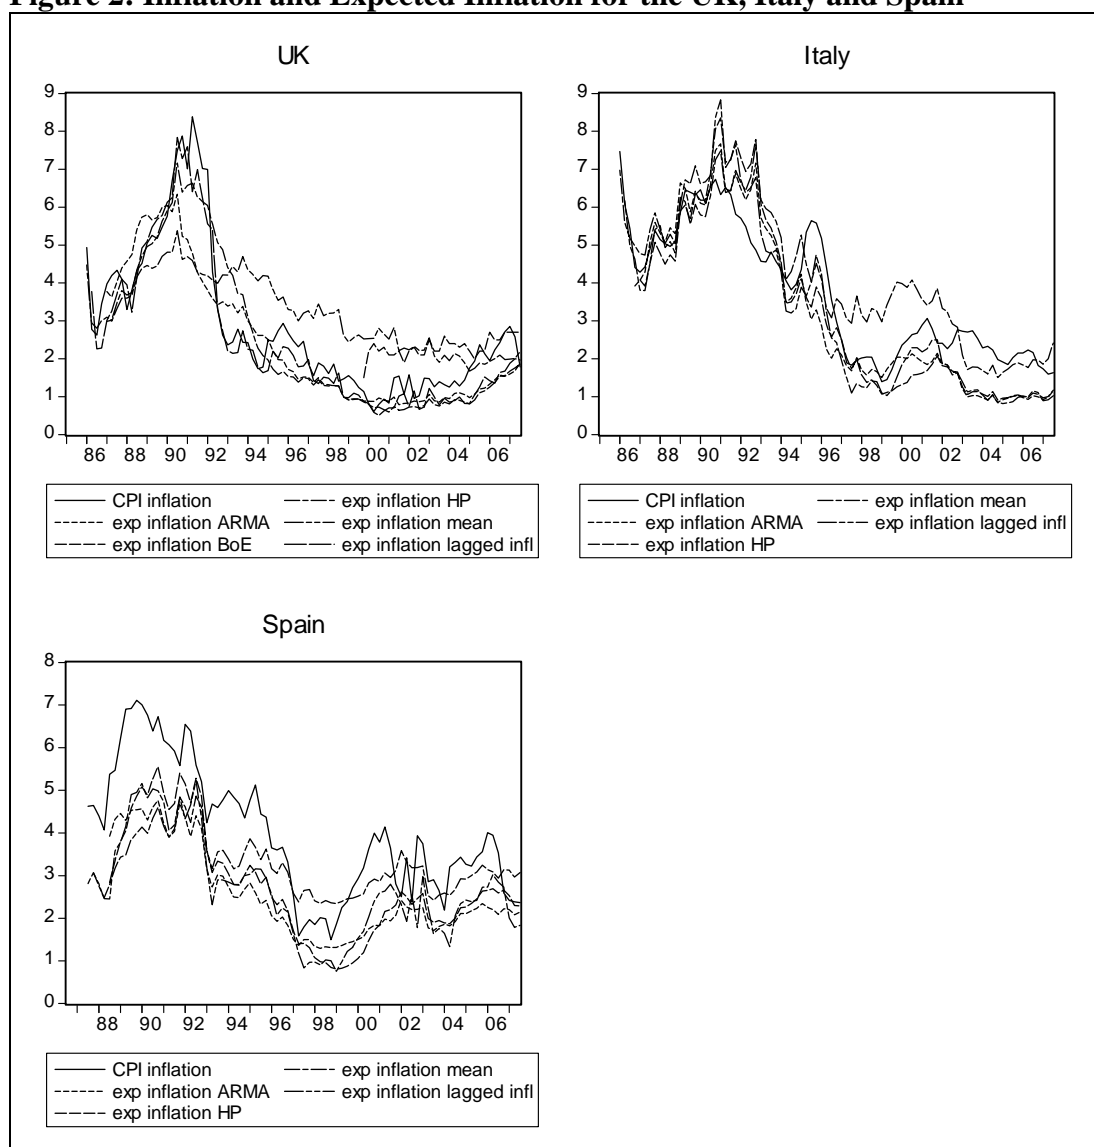 Figure 2: Inflation and Expected Inflation for the UK, Italy and Spain
UK
9
8
7
6
5
4
3
2
1
0
86 88 90 92 94 96 98 00 02 04 06
CPI inflation
exp inflation ARMA
exp inflation BoE
exp inflation HP
exp inflation mean
exp inflation lagged infl
Italy
9
8
7
6
5
4
3
2
1
0
86 88 90 92 94 96 98 00 02 04 06
CPI inflation
exp inflation ARMA
exp inflation HP
exp inflation mean
exp inflation lagged infl
Spain
8
7
6
5
4
3
2
1
0
88 90 92 94 96 98 00 02 04 06
CPI inflation
exp inflation ARMA
exp inflation HP
exp inflation mean
exp inflation lagged infl